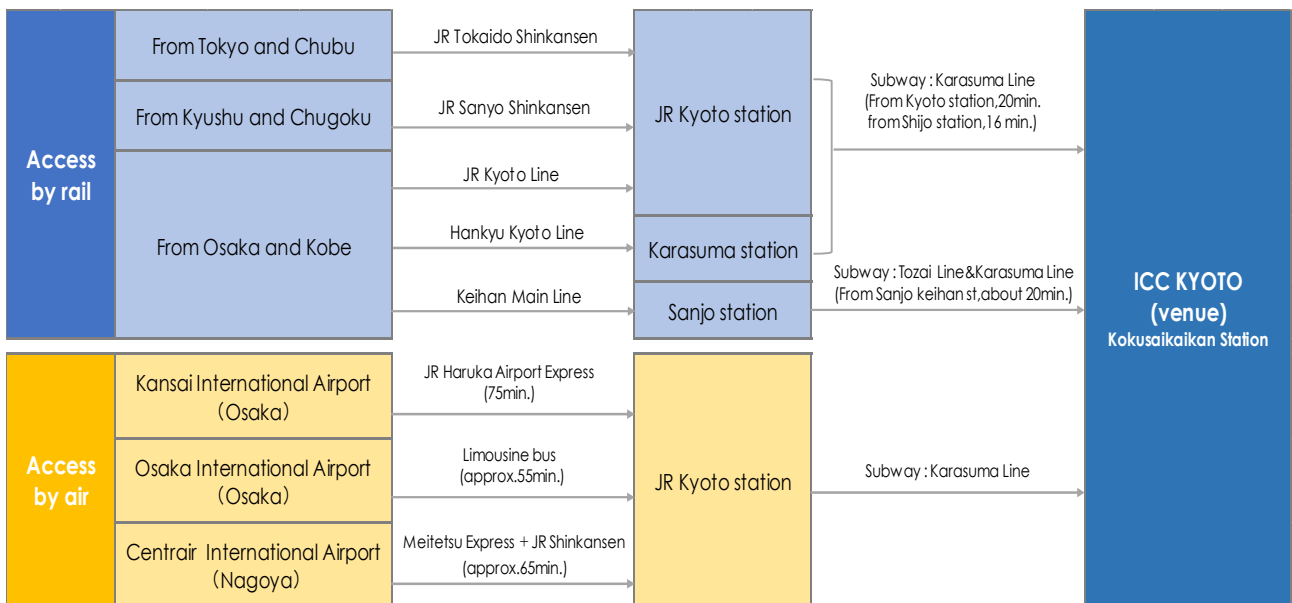 Access
by rail
From Tokyo and Chubu
JR Tokaido Shinkansen
From Kyushu and Chugoku
JR Sanyo Shinkansen
From Osaka and Kobe
JR Kyoto Line
Hankyu Kyoto Line
Keihan Main Line
JR Kyoto station
Karasuma station
Sanjo station
Subway : Karasuma Line
(From Kyoto station,20min.
from Shijo station,16 min.)
Subway : Tozai Line&Karasuma Line
(From Sanjo keihan st,about 20min.)
Access
by air
Kansai International Airport
(Osaka)
JR Haruka Airport Express
(75min.)
Osaka International Airport
(Osaka)
Limousine bus
(approx.55min.)
Centrair International Airport
(Nagoya)
Meitetsu Express + JR Shinkansen
(approx.65min.)
JR Kyoto station
Subway : Karasuma Line
ICC KYOTO
(venue)
Kokusaikaikan Station